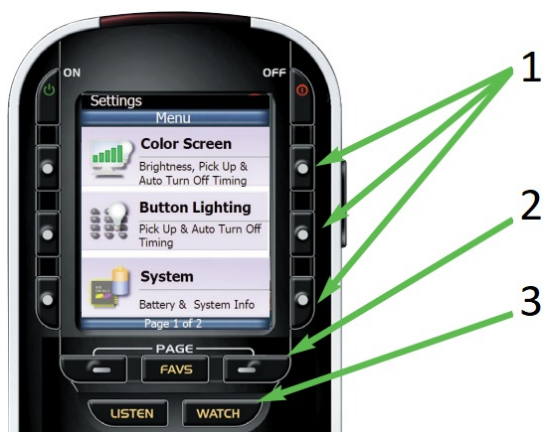 ON
OFF
Settings
Menu
Color Screen
Brightness, Pick Up &
Auto Turn Off Timing
Button Lighting
Pick Up & Auto Turn Off
Timing
System
Battery & System Info
Page 1 of 2
PAGE
FAVS
LISTEN
WATCH
1
2
3